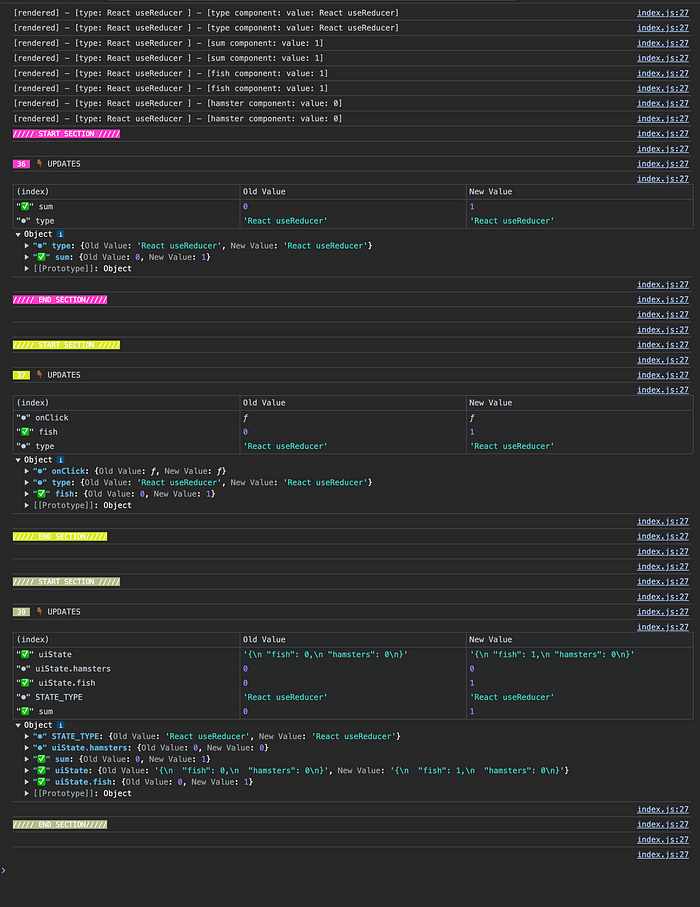 [rendered] – [type: React useReducer ] – [type component: value: React useReducer] index.js:27
[rendered] – [type: React useReducer ] – [type component: value: React useReducer] index.js:27
[rendered] – [type: React useReducer ] – [sum component: value: 1] index.js:27
[rendered] – [type: React useReducer ] – [sum component: value: 1] index.js:27
[rendered] – [type: React useReducer ] – [fish component: value: 1] index.js:27
[rendered] – [type: React useReducer ] – [fish component: value: 1] index.js:27
[rendered] – [type: React useReducer ] – [hamster component: value: 0] index.js:27
[rendered] – [type: React useReducer ] – [hamster component: value: 0] index.js:27
///// START SECTION ///// index.js:27
index.js:27
36 👇🏾 UPDATES index.js:27
index.js:27
(index) Old Value New Value
"✅" sum 0 1
"⏺" type 'React useReducer' 'React useReducer'
▼ Object i
▶ "⏺" type: {Old Value: 'React useReducer', New Value: 'React useReducer'}
▶ "✅" sum: {Old Value: 0, New Value: 1}
▶ [[Prototype]]: Object
index.js:27
///// END SECTION///// index.js:27
index.js:27
index.js:27
///// START SECTION ///// index.js:27
index.js:27
37 👇🏾 UPDATES index.js:27
index.js:27
(index) Old Value New Value
"⏺" onClick ƒ ƒ
"✅" fish 0 1
"⏺" type 'React useReducer' 'React useReducer'
▼ Object i
▶ "⏺" onClick: {Old Value: ƒ, New Value: ƒ}
▶ "⏺" type: {Old Value: 'React useReducer', New Value: 'React useReducer'}
▶ "✅" fish: {Old Value: 0, New Value: 1}
▶ [[Prototype]]: Object
index.js:27
///// END SECTION///// index.js:27
index.js:27
index.js:27
///// START SECTION ///// index.js:27
index.js:27
39 👇🏾 UPDATES index.js:27
index.js:27
(index) Old Value New Value
"✅" uiState '{\n "fish": 0,\n "hamsters": 0\n}' '{\n "fish": 1,\n "hamsters": 0\n}'
"⏺" uiState.hamsters 0 0
"✅" uiState.fish 0 1
"⏺" STATE_TYPE 'React useReducer' 'React useReducer'
"✅" sum 0 1
▼ Object i
▶ "⏺" STATE_TYPE: {Old Value: 'React useReducer', New Value: 'React useReducer'}
▶ "⏺" uiState.hamsters: {Old Value: 0, New Value: 0}
▶ "✅" sum: {Old Value: 0, New Value: 1}
▶ "✅" uiState: {Old Value: '{\n  "fish": 0,\n  "hamsters": 0\n}', New Value: '{\n  "fish": 1,\n  "hamsters": 0\n}'}
▶ "✅" uiState.fish: {Old Value: 0, New Value: 1}
▶ [[Prototype]]: Object
index.js:27
///// END SECTION///// index.js:27
index.js:27
index.js:27
>